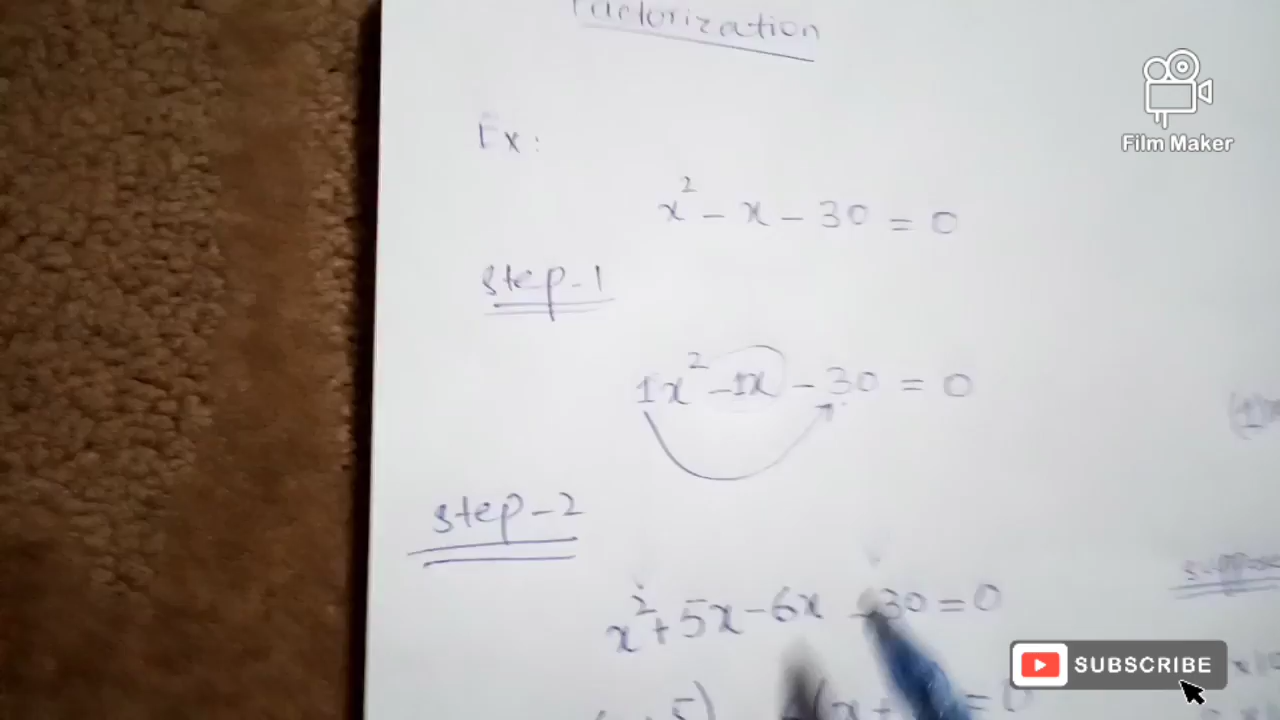 Factorization
Ex:
x² - x - 30 = 0
step-1
1x² - 1x - 30 = 0
step-2
x² + 5x - 6x - 30 = 0
Film Maker
SUBSCRIBE